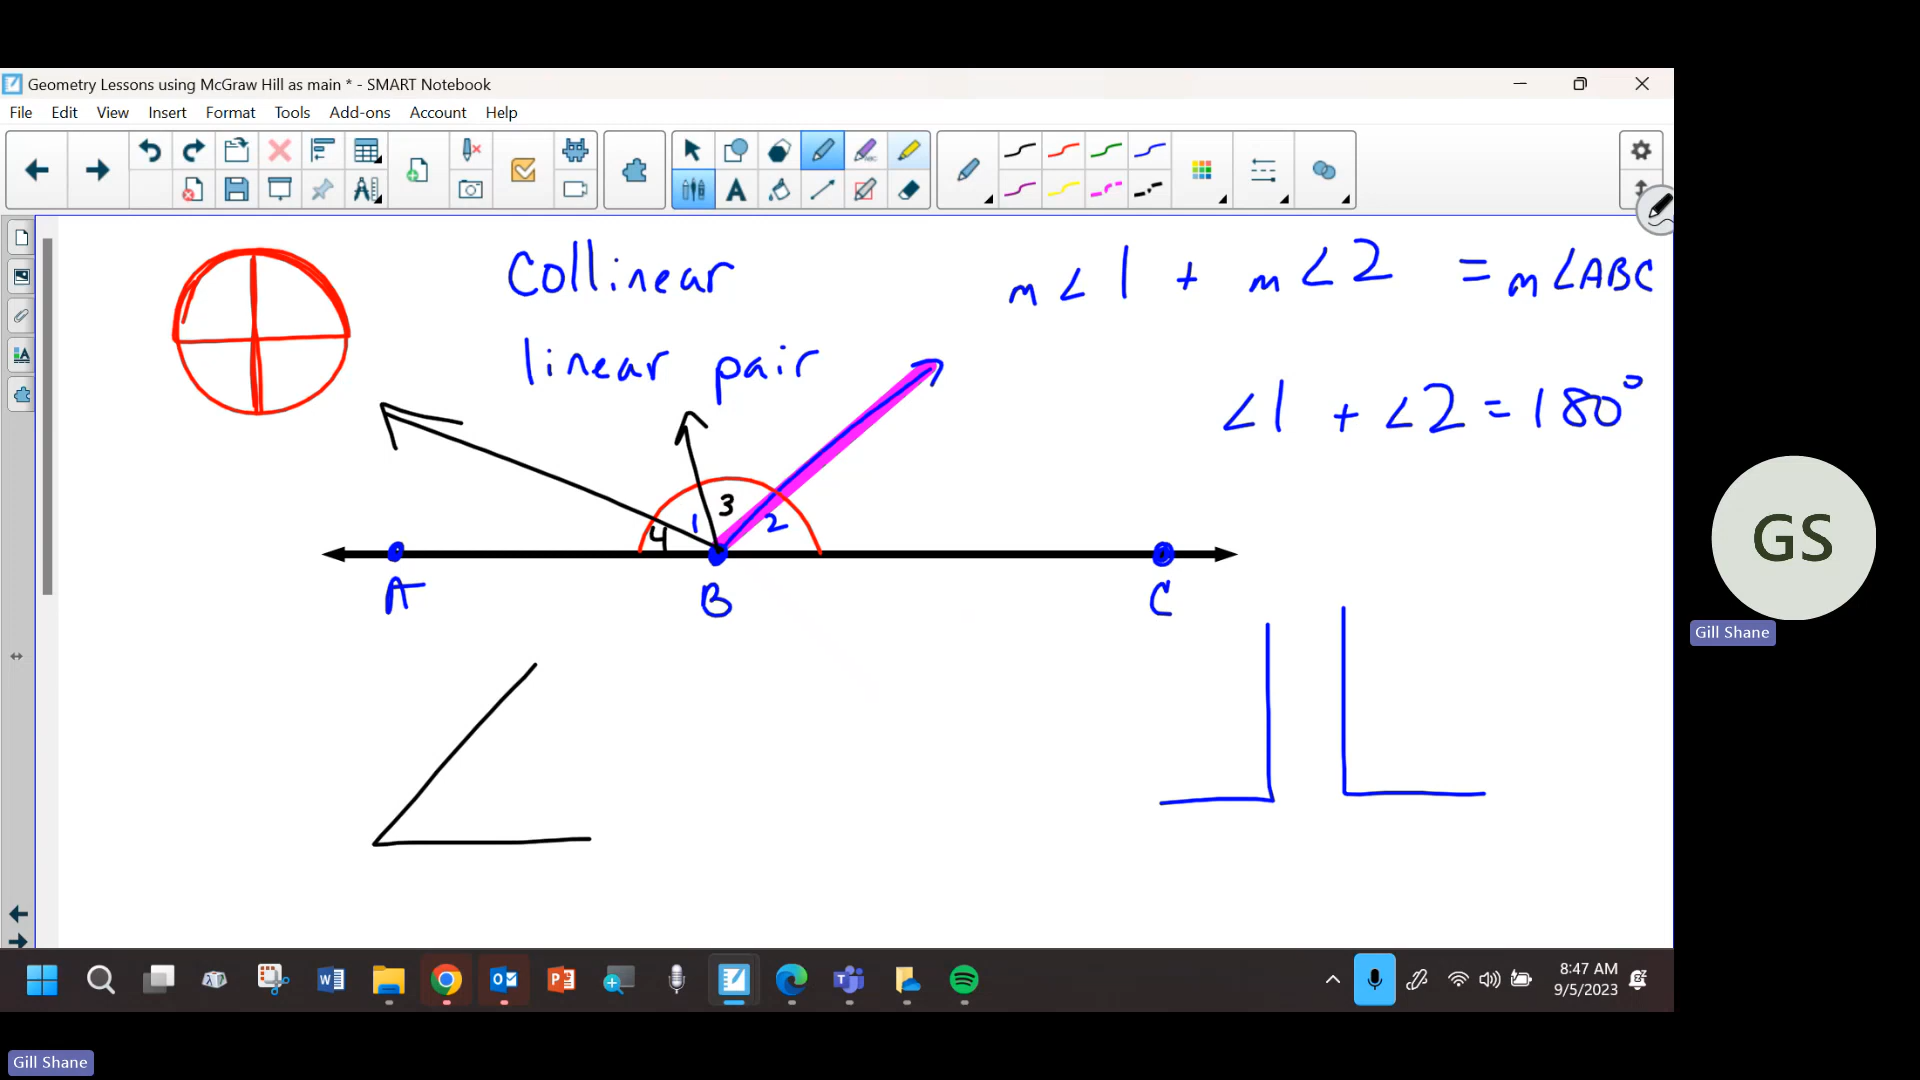 Geometry Lessons using McGraw Hill as main * - SMART Notebook
File Edit View Insert Format Tools Add-ons Account Help
Collinear
m∠1 + m∠2 = m∠ABC
linear pair
∠1 + ∠2 = 180°
4 1 3 2
A B C
GS
Gill Shane
8:47 AM
9/5/2023
Gill Shane